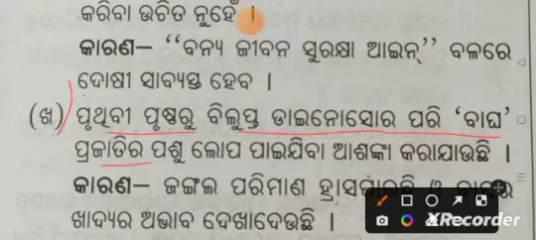 କରିବା ଉଚିତ ନୁହେଁ ।
କାରଣ– “ବନ୍ୟ ଜୀବନ ସୁରକ୍ଷା ଆଇନ୍” ବଳରେ
ଦୋଷୀ ସାବ୍ୟସ୍ତ ହେବ ।
(ଖ) ପୃଥିବୀ ପୃଷ୍ଠରୁ ବିଲୁପ୍ତ ଡାଇନୋସୋର ପରି ‘ବାଘ’
ପ୍ରଜାତିର ପଶୁ ଲୋପ ପାଇଯିବା ଆଶଙ୍କା କରାଯାଉଛି ।
କାରଣ– ଜଙ୍ଗଲ ପରିମାଣ ହ୍ରାସ
ଖାଦ୍ୟର ଅଭାବ ଦେଖାଦେଉଛି ।
XRecorder